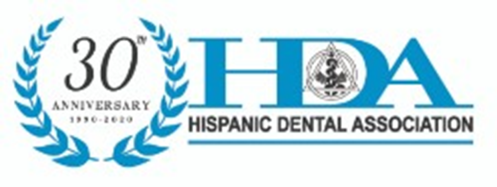 30TH
ANNIVERSARY
1990-2020
HDA
HISPANIC DENTAL ASSOCIATION